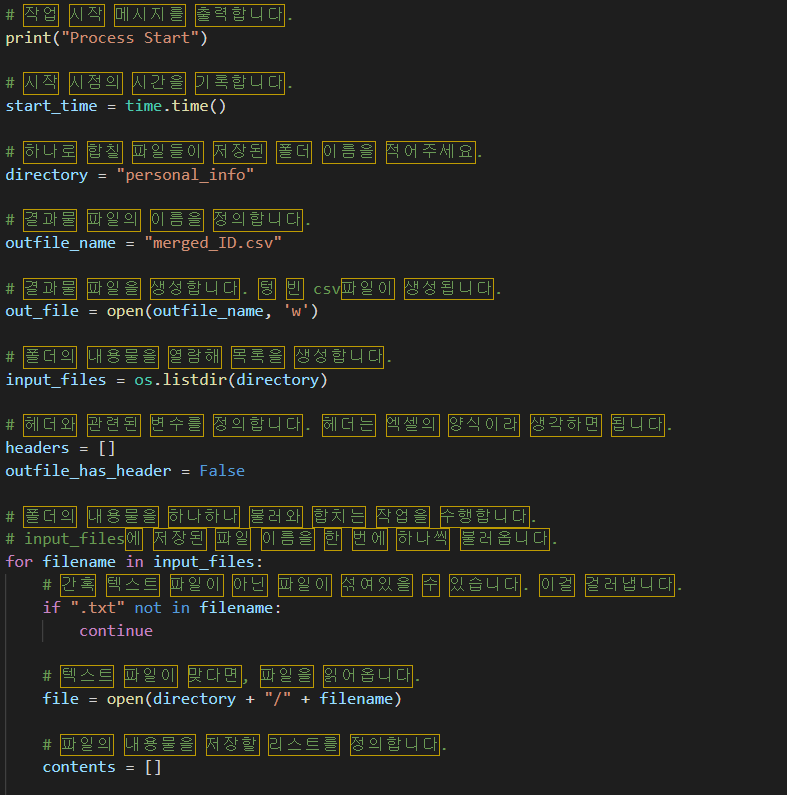 # 작업 시작 메시지를 출력합니다.
print("Process Start")
# 시작 시점의 시간을 기록합니다.
start_time = time.time()
# 하나로 합칠 파일들이 저장된 폴더 이름을 적어주세요.
directory = "personal_info"
# 결과물 파일의 이름을 정의합니다.
outfile_name = "merged_ID.csv"
# 결과물 파일을 생성합니다. 텅 빈 csv파일이 생성됩니다.
out_file = open(outfile_name, 'w')
# 폴더의 내용물을 열람해 목록을 생성합니다.
input_files = os.listdir(directory)
# 헤더와 관련된 변수를 정의합니다. 헤더는 엑셀의 양식이라 생각하면 됩니다.
headers = []
outfile_has_header = False
# 폴더의 내용물을 하나하나 불러와 합치는 작업을 수행합니다.
# input_files에 저장된 파일 이름을 한 번에 하나씩 불러옵니다.
for filename in input_files:
# 간혹 텍스트 파일이 아닌 파일이 섞여있을 수 있습니다. 이걸 걸러냅니다.
if ".txt" not in filename:
continue
# 텍스트 파일이 맞다면, 파일을 읽어옵니다.
file = open(directory + "/" + filename)
# 파일의 내용물을 저장할 리스트를 정의합니다.
contents = []